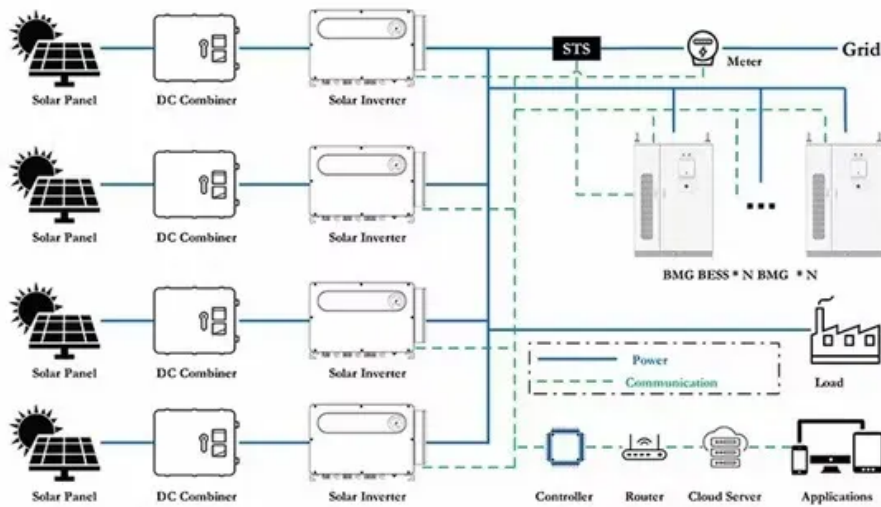 STS
Meter
Grid
Solar Panel
DC Combiner
Solar Inverter
Solar Panel
DC Combiner
Solar Inverter
BMG BESS * N BMG * N
Solar Panel
DC Combiner
Solar Inverter
Power
Communication
Load
Solar Panel
DC Combiner
Solar Inverter
Controller
Router
Cloud Server
Applications